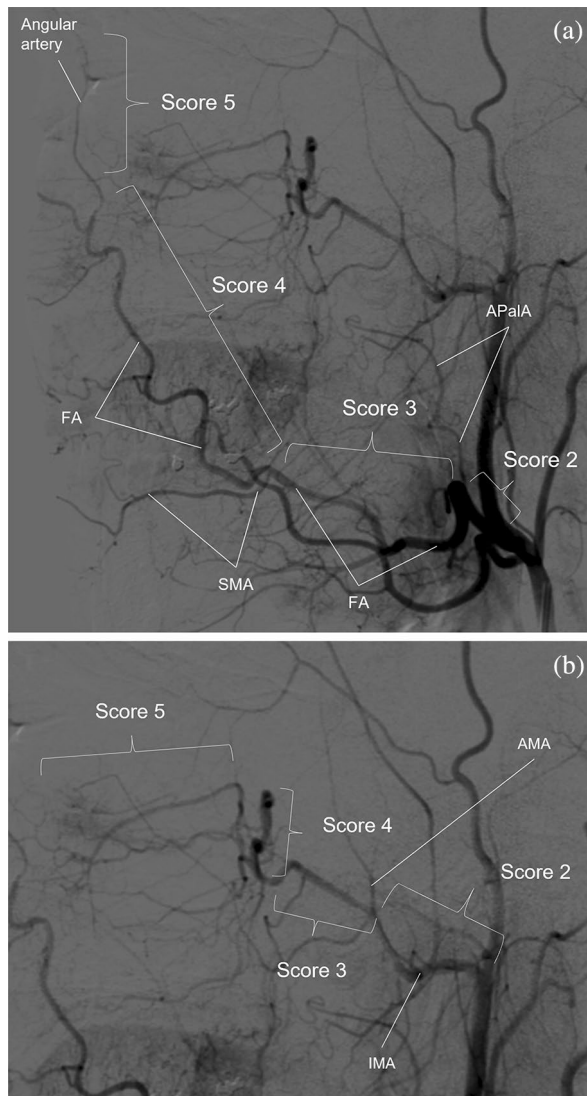 (a)
Angular
artery
Score 5
Score 4
APalA
Score 3
FA
Score 2
SMA
FA
(b)
Score 5
AMA
Score 4
Score 2
Score 3
IMA